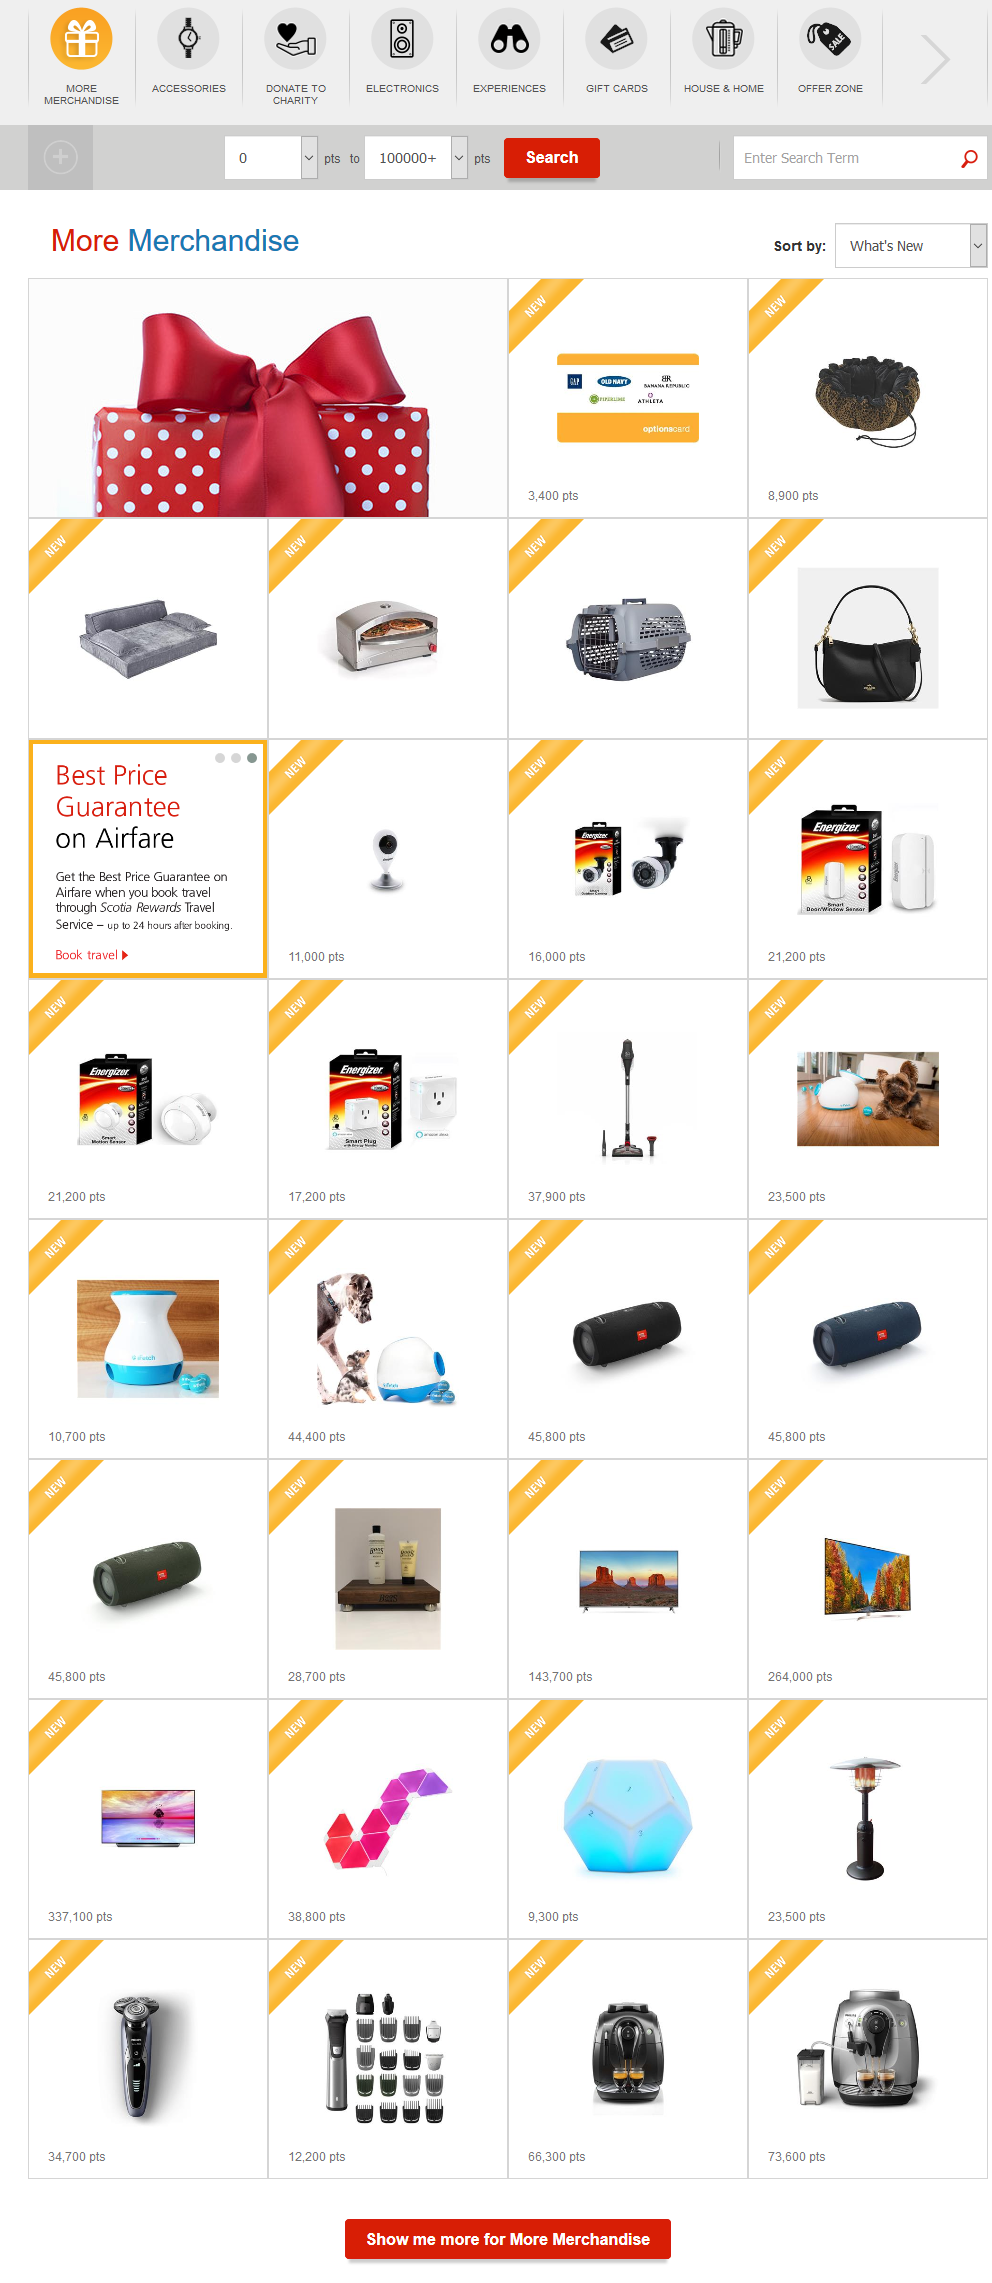 MORE
MERCHANDISE
ACCESSORIES
DONATE TO
CHARITY
ELECTRONICS
EXPERIENCES
GIFT CARDS
HOUSE & HOME
SALE
OFFER ZONE
0
pts to
100000+
pts
Search
Enter Search Term
More Merchandise
Sort by:
What's New
NEW
GAP
OLD NAVY
BR
BANANA REPUBLIC
PIPERLIME
ATHLETA
optionscard
3,400 pts
NEW
8,900 pts
NEW
NEW
NEW
NEW
Best Price
Guarantee
on Airfare
Get the Best Price Guarantee on
Airfare when you book travel
through Scotia Rewards Travel
Service – up to 24 hours after booking.
Book travel
NEW
11,000 pts
NEW
Energizer
Smart
Outdoor Camera
16,000 pts
NEW
Energizer
Smart
Door/Window Sensor
21,200 pts
NEW
Energizer
Smart
Motion Sensor
21,200 pts
NEW
Energizer
Smart Plug
17,200 pts
NEW
37,900 pts
NEW
23,500 pts
NEW
10,700 pts
NEW
44,400 pts
NEW
45,800 pts
NEW
45,800 pts
NEW
45,800 pts
NEW
28,700 pts
NEW
143,700 pts
NEW
264,000 pts
NEW
337,100 pts
NEW
38,800 pts
NEW
1
2
9,300 pts
NEW
23,500 pts
NEW
34,700 pts
NEW
12,200 pts
NEW
66,300 pts
NEW
73,600 pts
Show me more for More Merchandise